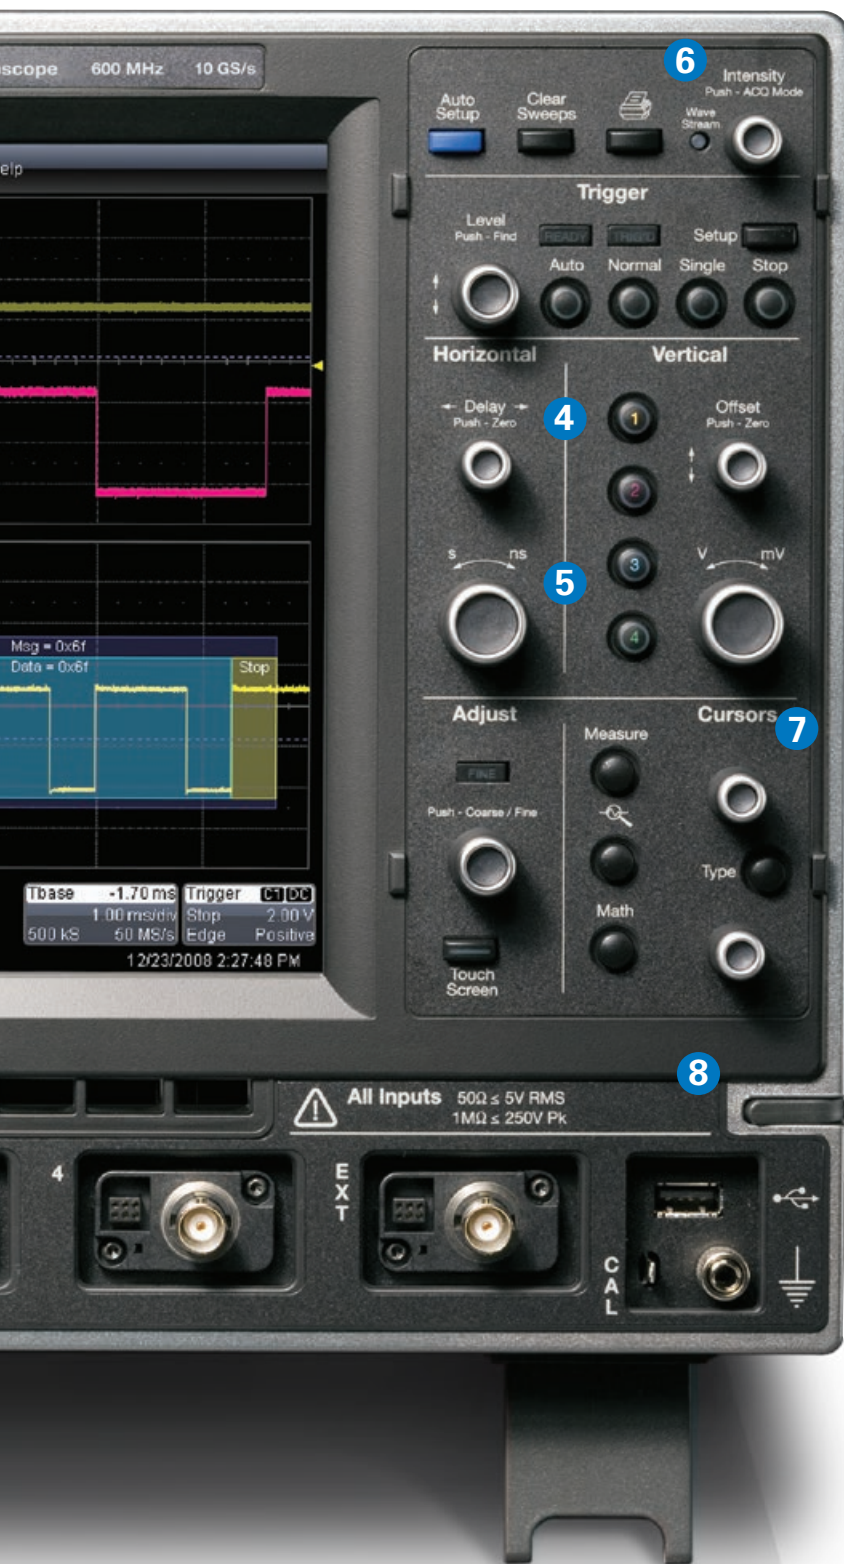 scope 600 MHz 10 GS/s
elp
6
Intensity
Push - ACQ Mode
Auto
Setup
Clear
Sweeps
Wave
Stream
Trigger
Level
Push - Find
READY
TRIG'D
Setup
Auto
Normal
Single
Stop
Horizontal
Vertical
Delay
Push - Zero
4
1
Offset
Push - Zero
2
s
ns
5
3
V
mV
4
Msg = 0x6f
Data = 0x6f
Stop
Adjust
Cursors
7
Measure
FINE
Push - Coarse / Fine
Type
Math
Touch
Screen
Tbase -1.70 ms
1.00 ms/div
500 kS 50 MS/s
Trigger C1 DC
Stop 2.00 V
Edge Positive
12/23/2008 2:27:48 PM
8
All Inputs 50Ω ≤ 5V RMS
1MΩ ≤ 250V Pk
4
EXT
CAL